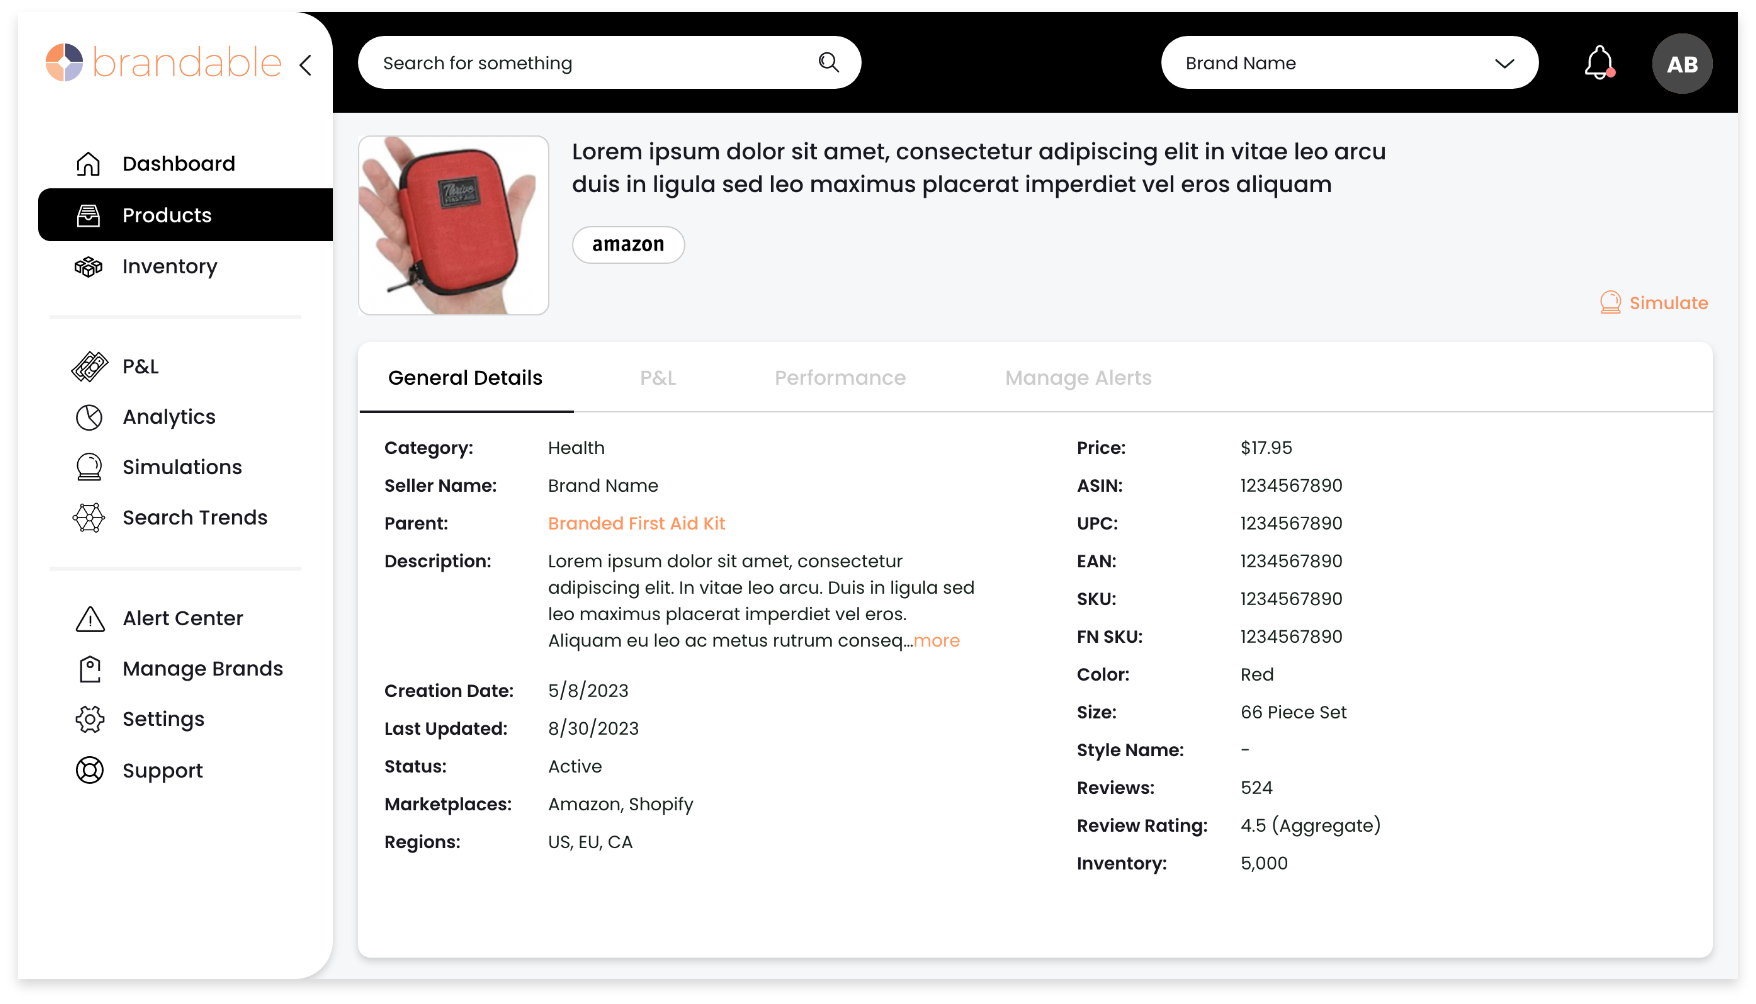 brandable
Search for something
Brand Name
AB
Dashboard
Products
Inventory
P&L
Analytics
Simulations
Search Trends
Alert Center
Manage Brands
Settings
Support
Thrive
FIRST AID
Lorem ipsum dolor sit amet, consectetur adipiscing elit in vitae leo arcu
duis in ligula sed leo maximus placerat imperdiet vel eros aliquam
amazon
Simulate
General Details
P&L
Performance
Manage Alerts
Category: Health
Seller Name: Brand Name
Parent: Branded First Aid Kit
Description: Lorem ipsum dolor sit amet, consectetur
adipiscing elit. In vitae leo arcu. Duis in ligula sed
leo maximus placerat imperdiet vel eros.
Aliquam eu leo ac metus rutrum conseq...more
Creation Date: 5/8/2023
Last Updated: 8/30/2023
Status: Active
Marketplaces: Amazon, Shopify
Regions: US, EU, CA
Price: $17.95
ASIN: 1234567890
UPC: 1234567890
EAN: 1234567890
SKU: 1234567890
FN SKU: 1234567890
Color: Red
Size: 66 Piece Set
Style Name: -
Reviews: 524
Review Rating: 4.5 (Aggregate)
Inventory: 5,000